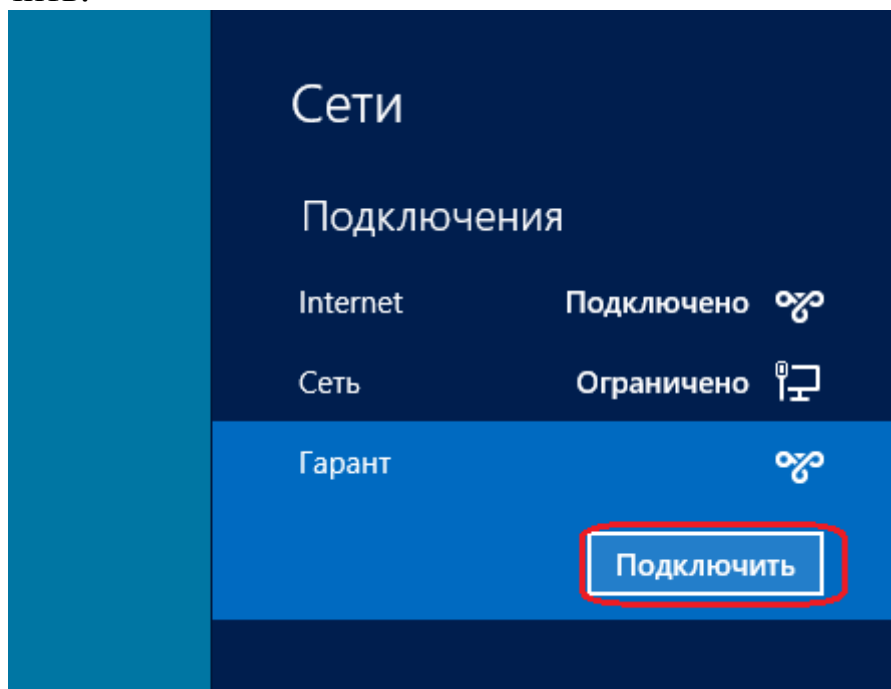 Сети
Подключения
Internet Подключено
Сеть Ограничено
Гарант
Подключить